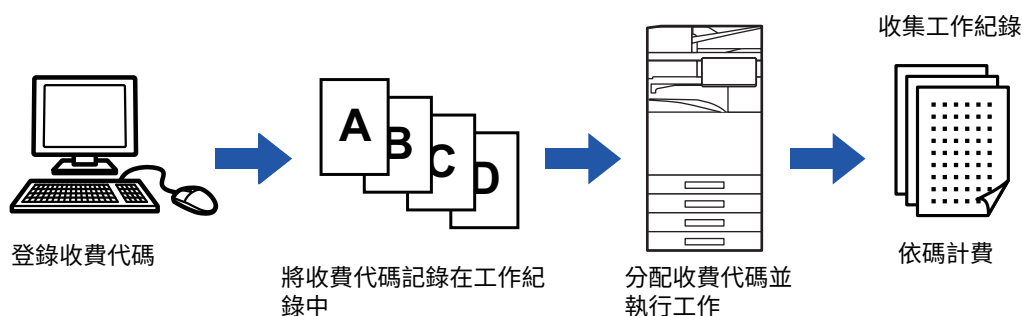 收集工作紀錄
A
B
C
D
登錄收費代碼
將收費代碼記錄在工作紀
錄中
分配收費代碼並
執行工作
依碼計費